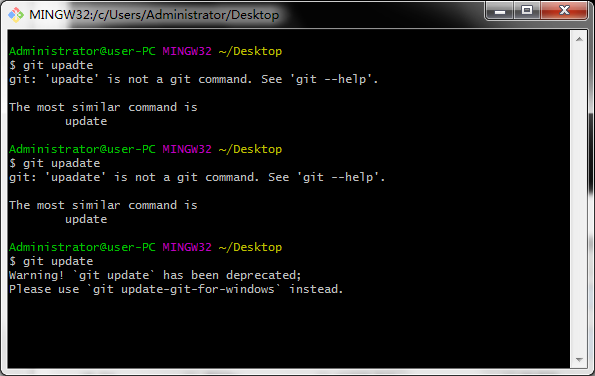 MINGW32:/c/Users/Administrator/Desktop
Administrator@user-PC MINGW32 ~/Desktop
$ git upadte
git: 'upadte' is not a git command. See 'git --help'.
The most similar command is
update
Administrator@user-PC MINGW32 ~/Desktop
$ git upadate
git: 'upadate' is not a git command. See 'git --help'.
The most similar command is
update
Administrator@user-PC MINGW32 ~/Desktop
$ git update
Warning! `git update` has been deprecated;
Please use `git update-git-for-windows` instead.